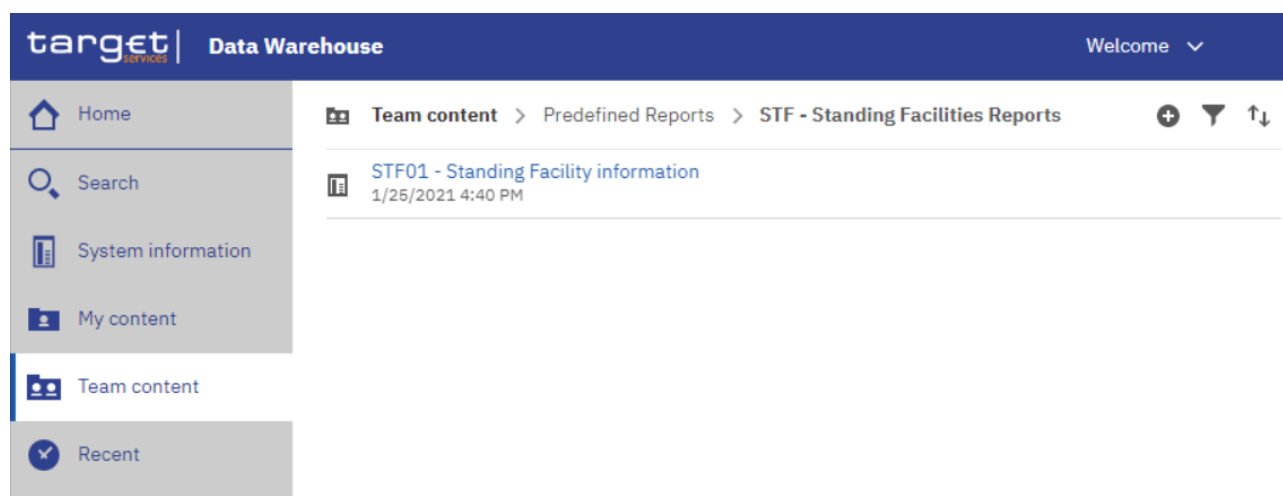 target| Data Warehouse Welcome
services
Home
Team content > Predefined Reports > STF - Standing Facilities Reports
Search
STF01 - Standing Facility information
1/25/2021 4:40 PM
System information
My content
Team content
Recent